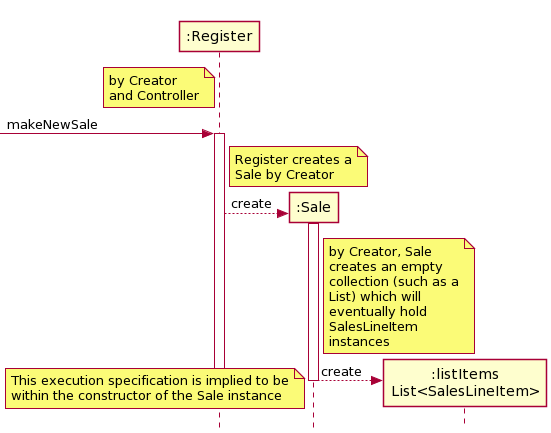 :Register
by Creator
and Controller
makeNewSale
Register creates a
Sale by Creator
create
:Sale
by Creator, Sale
creates an empty
collection (such as a
List) which will
eventually hold
SalesLineItem
instances
This execution specification is implied to be
within the constructor of the Sale instance
create
:listItems
List<SalesLineItem>